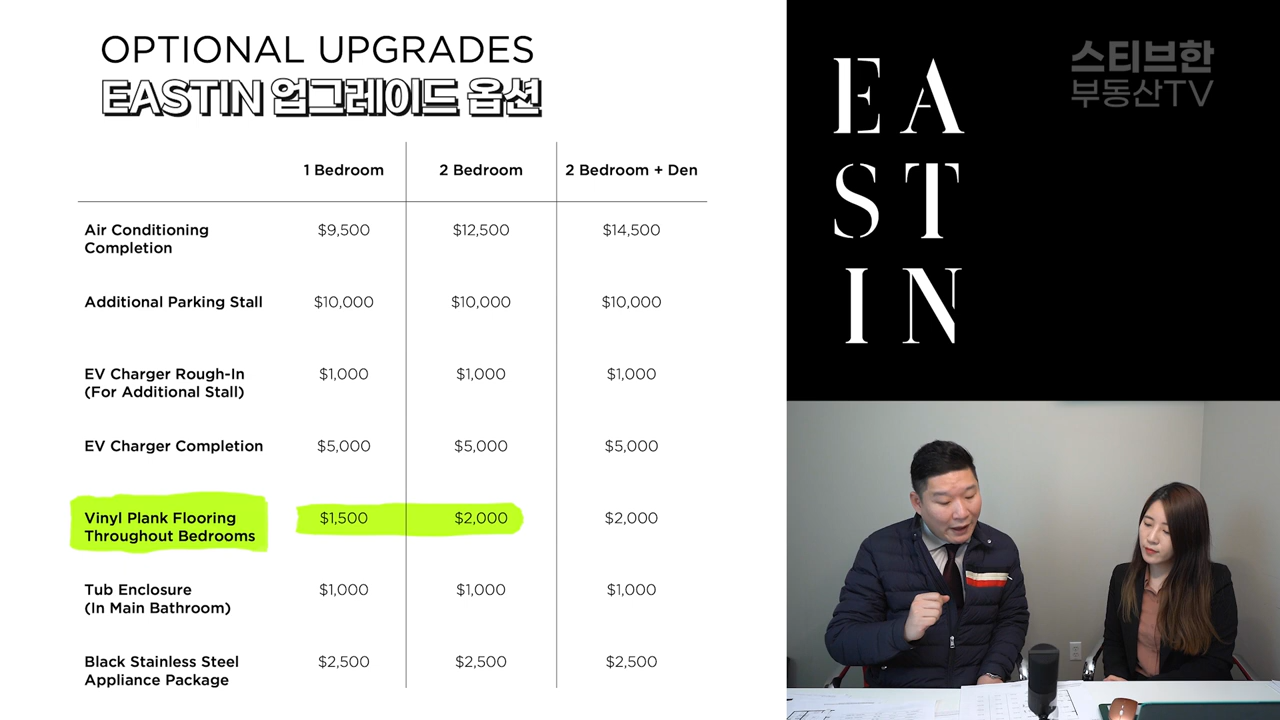 OPTIONAL UPGRADES
EASTIN 업그레이드 옵션
1 Bedroom 2 Bedroom 2 Bedroom + Den
Air Conditioning
Completion $9,500 $12,500 $14,500
Additional Parking Stall $10,000 $10,000 $10,000
EV Charger Rough-In
(For Additional Stall) $1,000 $1,000 $1,000
EV Charger Completion $5,000 $5,000 $5,000
Vinyl Plank Flooring
Throughout Bedrooms $1,500 $2,000 $2,000
Tub Enclosure
(In Main Bathroom) $1,000 $1,000 $1,000
Black Stainless Steel
Appliance Package $2,500 $2,500 $2,500
EA
ST
IN
스티브한
부동산TV